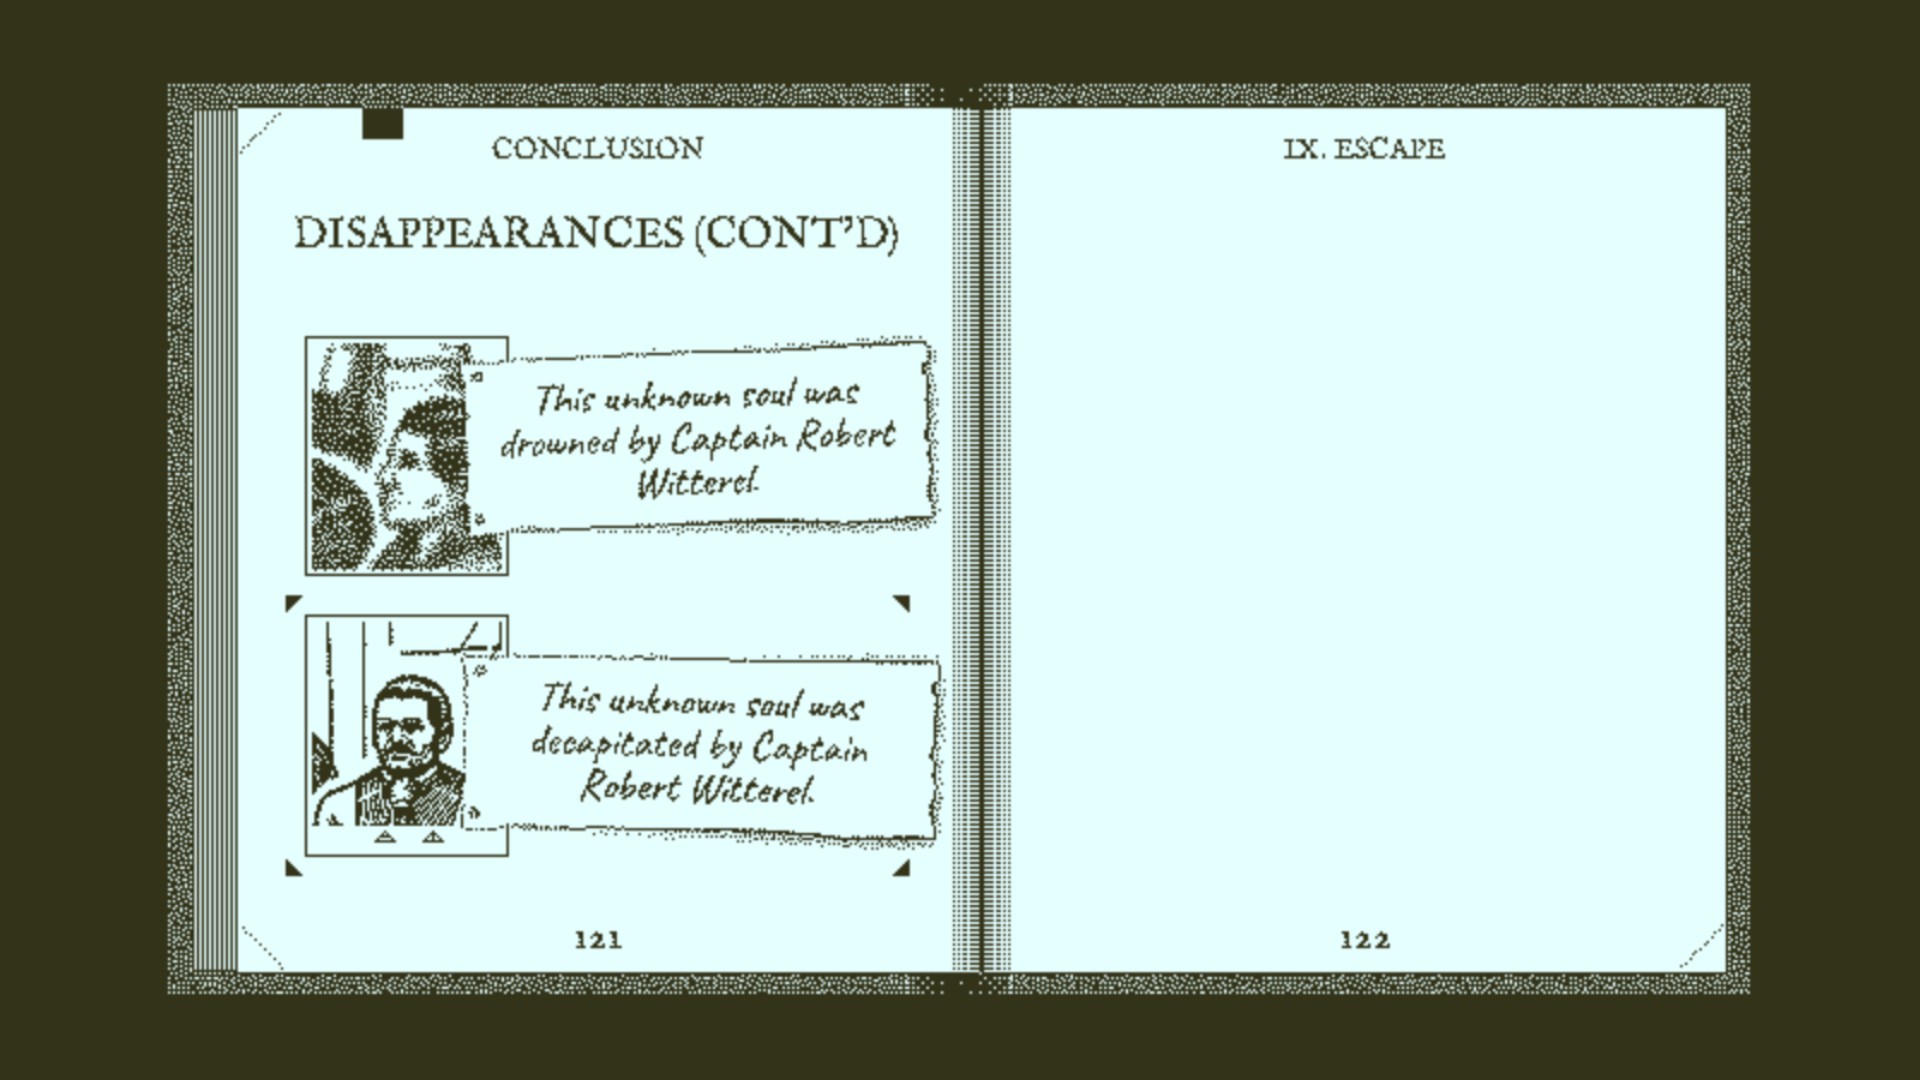 CONCLUSION
DISAPPEARANCES (CONT'D)
This unknown soul was
drowned by Captain Robert
Witterel.
This unknown soul was
decapitated by Captain
Robert Witterel.
121
IX. ESCAPE
122